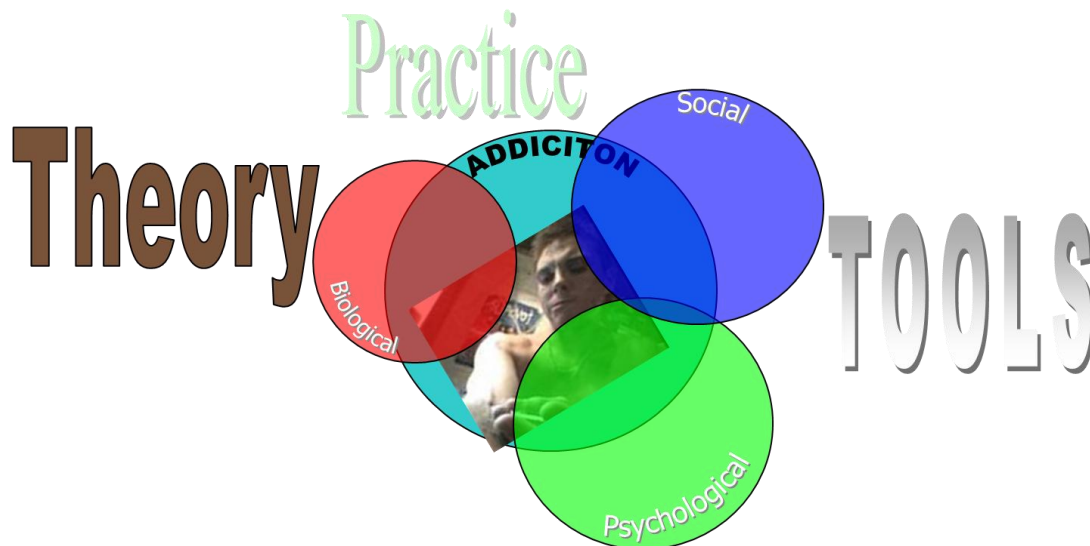 Practice
Theory
Social
ADDICITON
TOOLS
Biological
Psychological